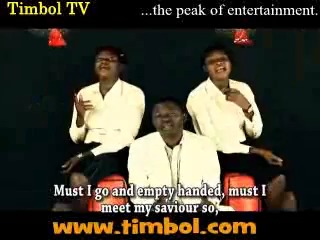 Timbol TV
...the peak of entertainment.
Must I go and empty handed, must I
meet my saviour so,
www.timbol.com